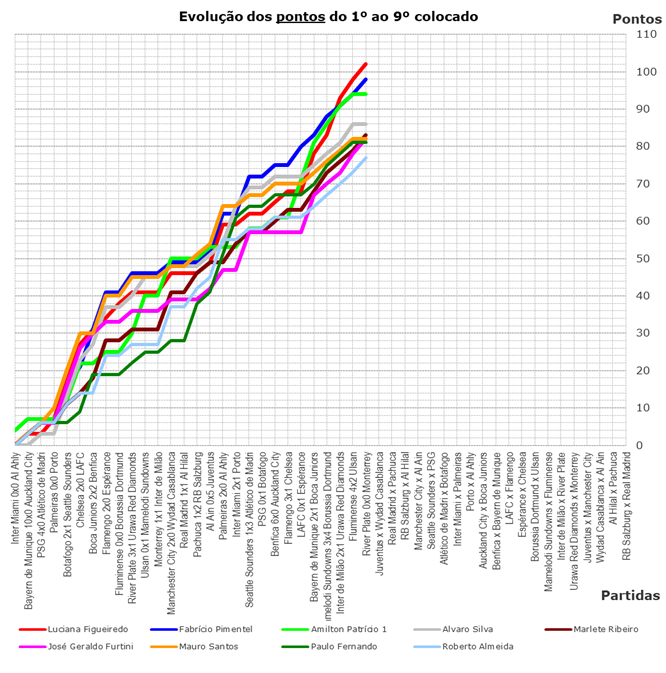 Evolução dos pontos do 1º ao 9º colocado
Pontos
110
100
90
80
70
60
50
40
30
20
10
0
Inter Miami 0x0 Al Ahly
Bayern de Munique 10x0 Auckland City
PSG 4x0 Atlético de Madri
Palmeiras 0x0 Porto
Botafogo 2x1 Seattle Sounders
Chelsea 2x0 LAFC
Boca Juniors 2x2 Benfica
Flamengo 2x0 Espérance
Fluminense 0x0 Borussia Dortmund
River Plate 3x1 Urawa Red Diamonds
Ulsan 0x1 Mamelodi Sundowns
Monterrey 1x1 Inter de Milão
Manchester City 2x0 Wydad Casablanca
Real Madrid 1x1 Al Hilal
Pachuca 1x2 RB Salzburg
Al Ain 0x5 Juventus
Palmeiras 2x0 Al Ahly
Inter Miami 2x1 Porto
Seattle Sounders 1x3 Atlético de Madri
PSG 0x1 Botafogo
Benfica 6x0 Auckland City
Flamengo 3x1 Chelsea
LAFC 0x1 Espérance
Bayern de Munique 2x1 Boca Juniors
amelodi Sundowns 3x4 Borussia Dortmund
Inter de Milão 2x1 Urawa Red Diamonds
Fluminense 4x2 Ulsan
River Plate 0x0 Monterrey
Juventus x Wydad Casablanca
Real Madrid x Pachuca
RB Salzburg x Al Hilal
Manchester City x Al Ain
Seattle Sounders x PSG
Atlético de Madri x Botafogo
Inter Miami x Palmeiras
Porto x Al Ahly
Auckland City x Boca Juniors
Benfica x Bayern de Munique
LAFC x Flamengo
Espérance x Chelsea
Borussia Dortmund x Ulsan
Mamelodi Sundowns x Fluminense
Inter de Milão x River Plate
Urawa Red Diamonds x Monterrey
Juventus x Manchester City
Wydad Casablanca x Al Ain
Al Hilal x Pachuca
RB Salzburg x Real Madrid
Partidas
Luciana Figueiredo Fabrício Pimentel Amilton Patrício 1 Alvaro Silva Marlete Ribeiro
José Geraldo Furtini Mauro Santos Paulo Fernando Roberto Almeida